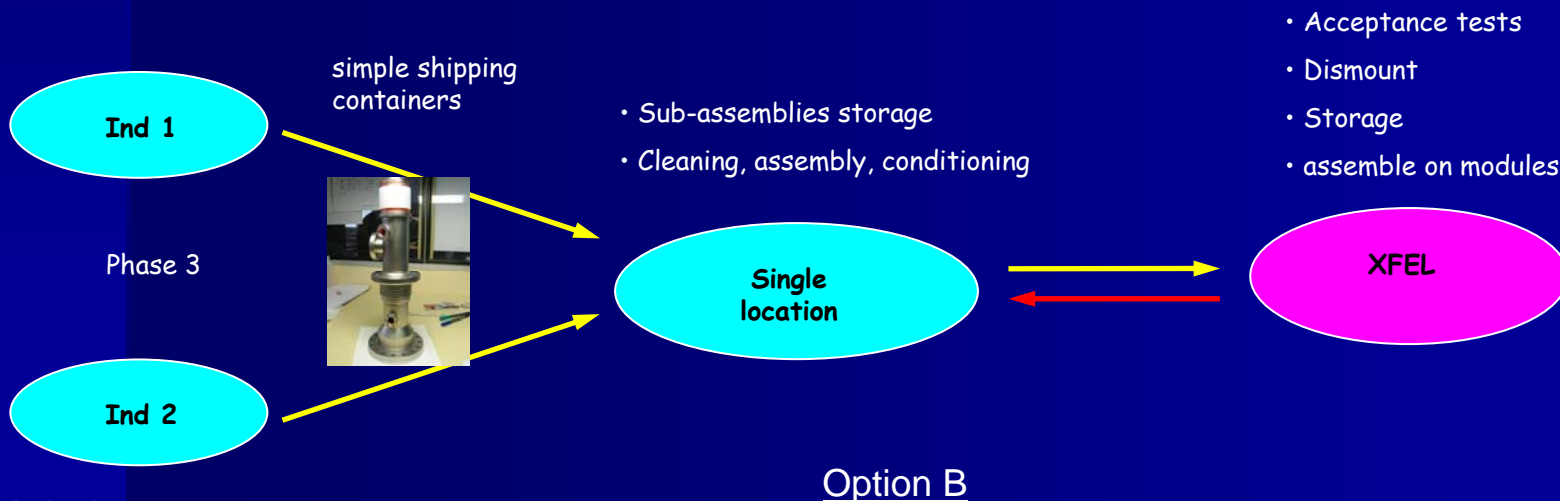 simple shipping
containers
Ind 1
Phase 3
Ind 2
• Sub-assemblies storage
• Cleaning, assembly, conditioning
Single
location
• Acceptance tests
• Dismount
• Storage
• assemble on modules
XFEL
Option B